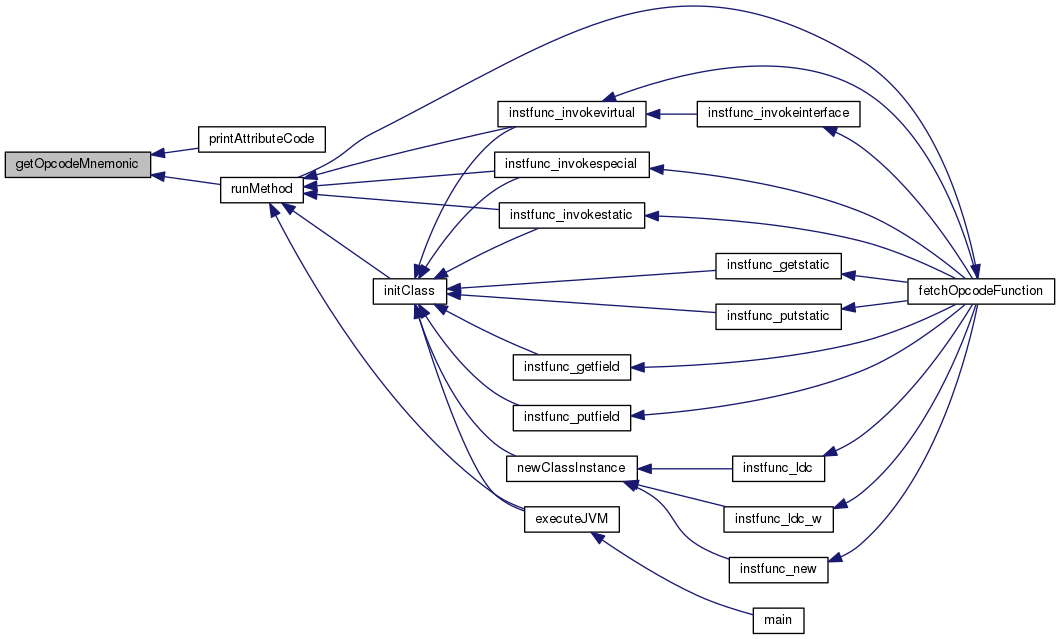 getOpcodeMnemonic
printAttributeCode
runMethod
instfunc_invokevirtual
instfunc_invokeinterface
instfunc_invokespecial
instfunc_invokestatic
initClass
instfunc_getstatic
fetchOpcodeFunction
instfunc_putstatic
instfunc_getfield
instfunc_putfield
newClassInstance
instfunc_ldc
executeJVM
instfunc_ldc_w
instfunc_new
main